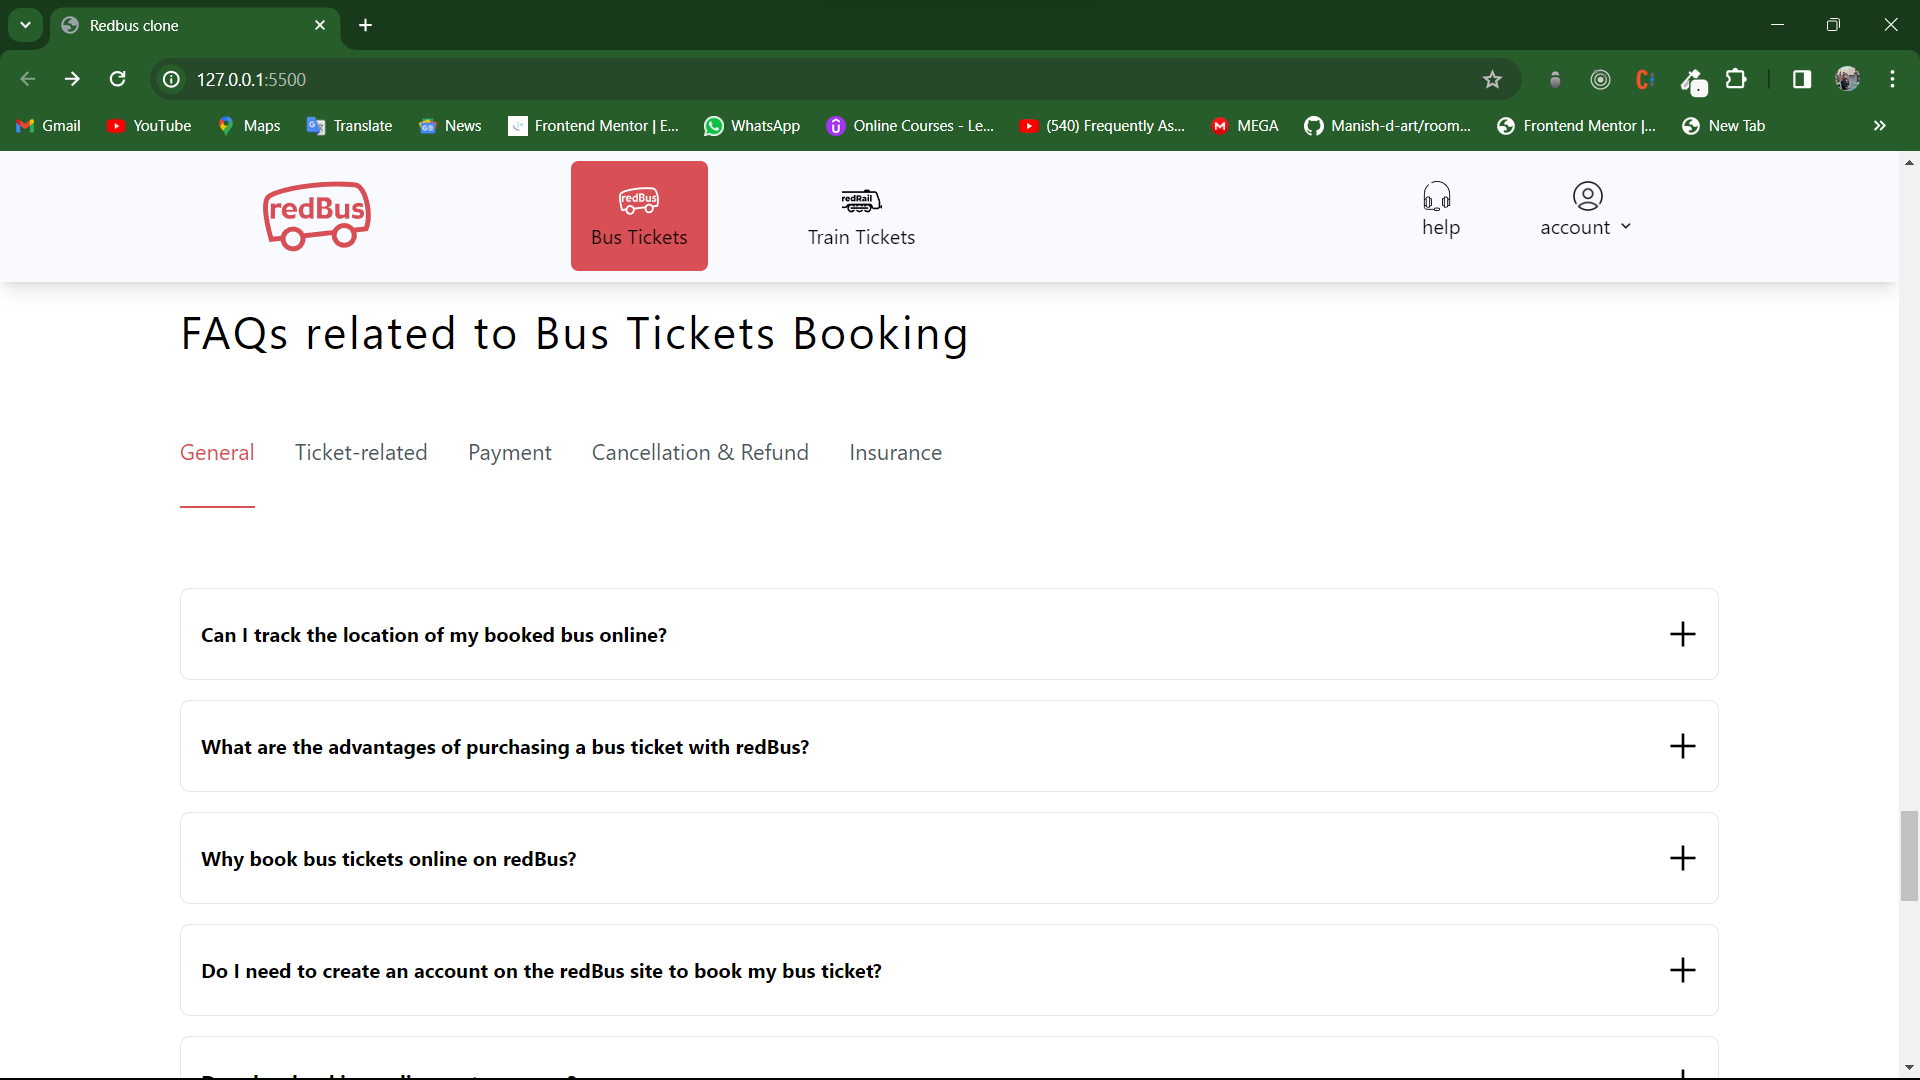 Redbus clone
127.0.0.1:5500
Gmail
YouTube
Maps
Translate
News
Frontend Mentor | E...
WhatsApp
Online Courses - Le...
(540) Frequently As...
MEGA
Manish-d-art/room...
Frontend Mentor |...
New Tab
redBus
redBus
Bus Tickets
redRail
Train Tickets
help
account
FAQs related to Bus Tickets Booking
General
Ticket-related
Payment
Cancellation & Refund
Insurance
Can I track the location of my booked bus online?
What are the advantages of purchasing a bus ticket with redBus?
Why book bus tickets online on redBus?
Do I need to create an account on the redBus site to book my bus ticket?